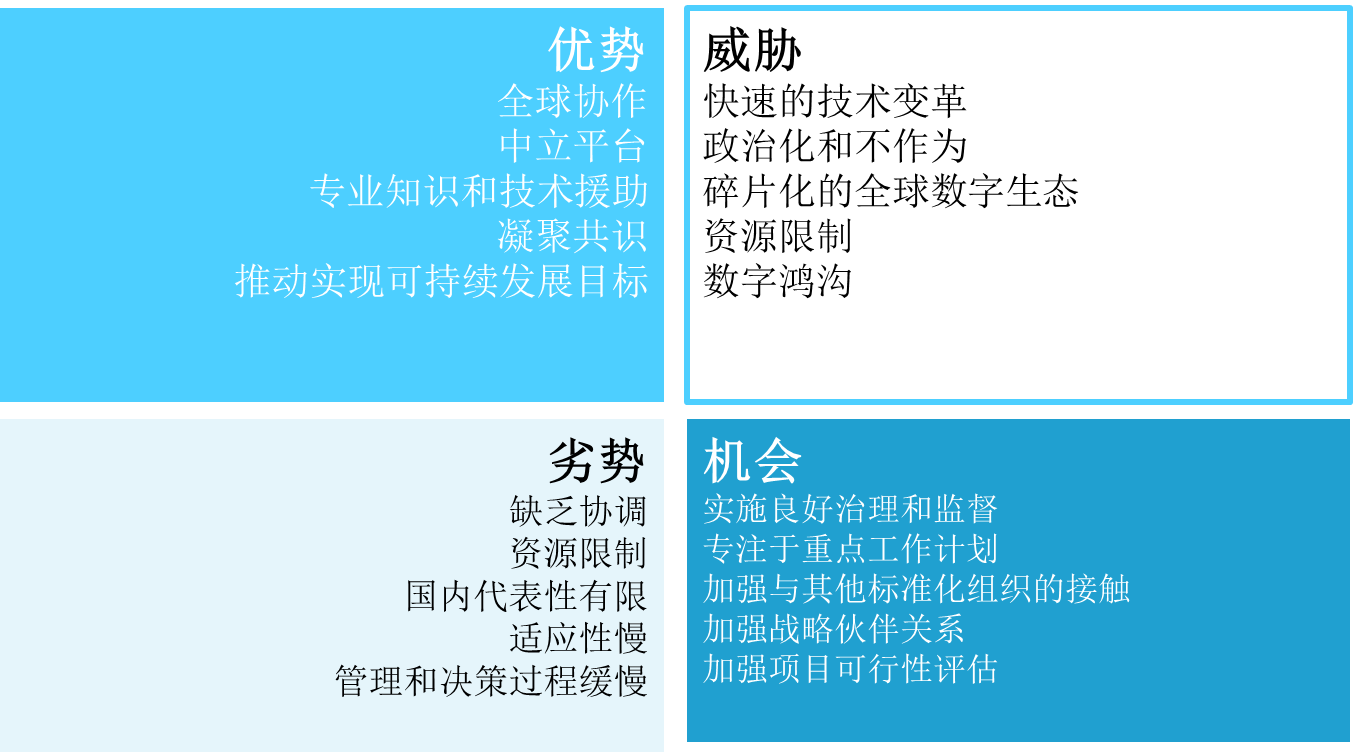 优势
全球协作
中立平台
专业知识和技术援助
凝聚共识
推动实现可持续发展目标
威胁
快速的技术变革
政治化和不作为
碎片化的全球数字生态
资源限制
数字鸿沟
劣势
缺乏协调
资源限制
国内代表性有限
适应性慢
管理和决策过程缓慢
机会
实施良好治理和监督
专注于重点工作计划
加强与其他标准化组织的接触
加强战略伙伴关系
加强项目可行性评估